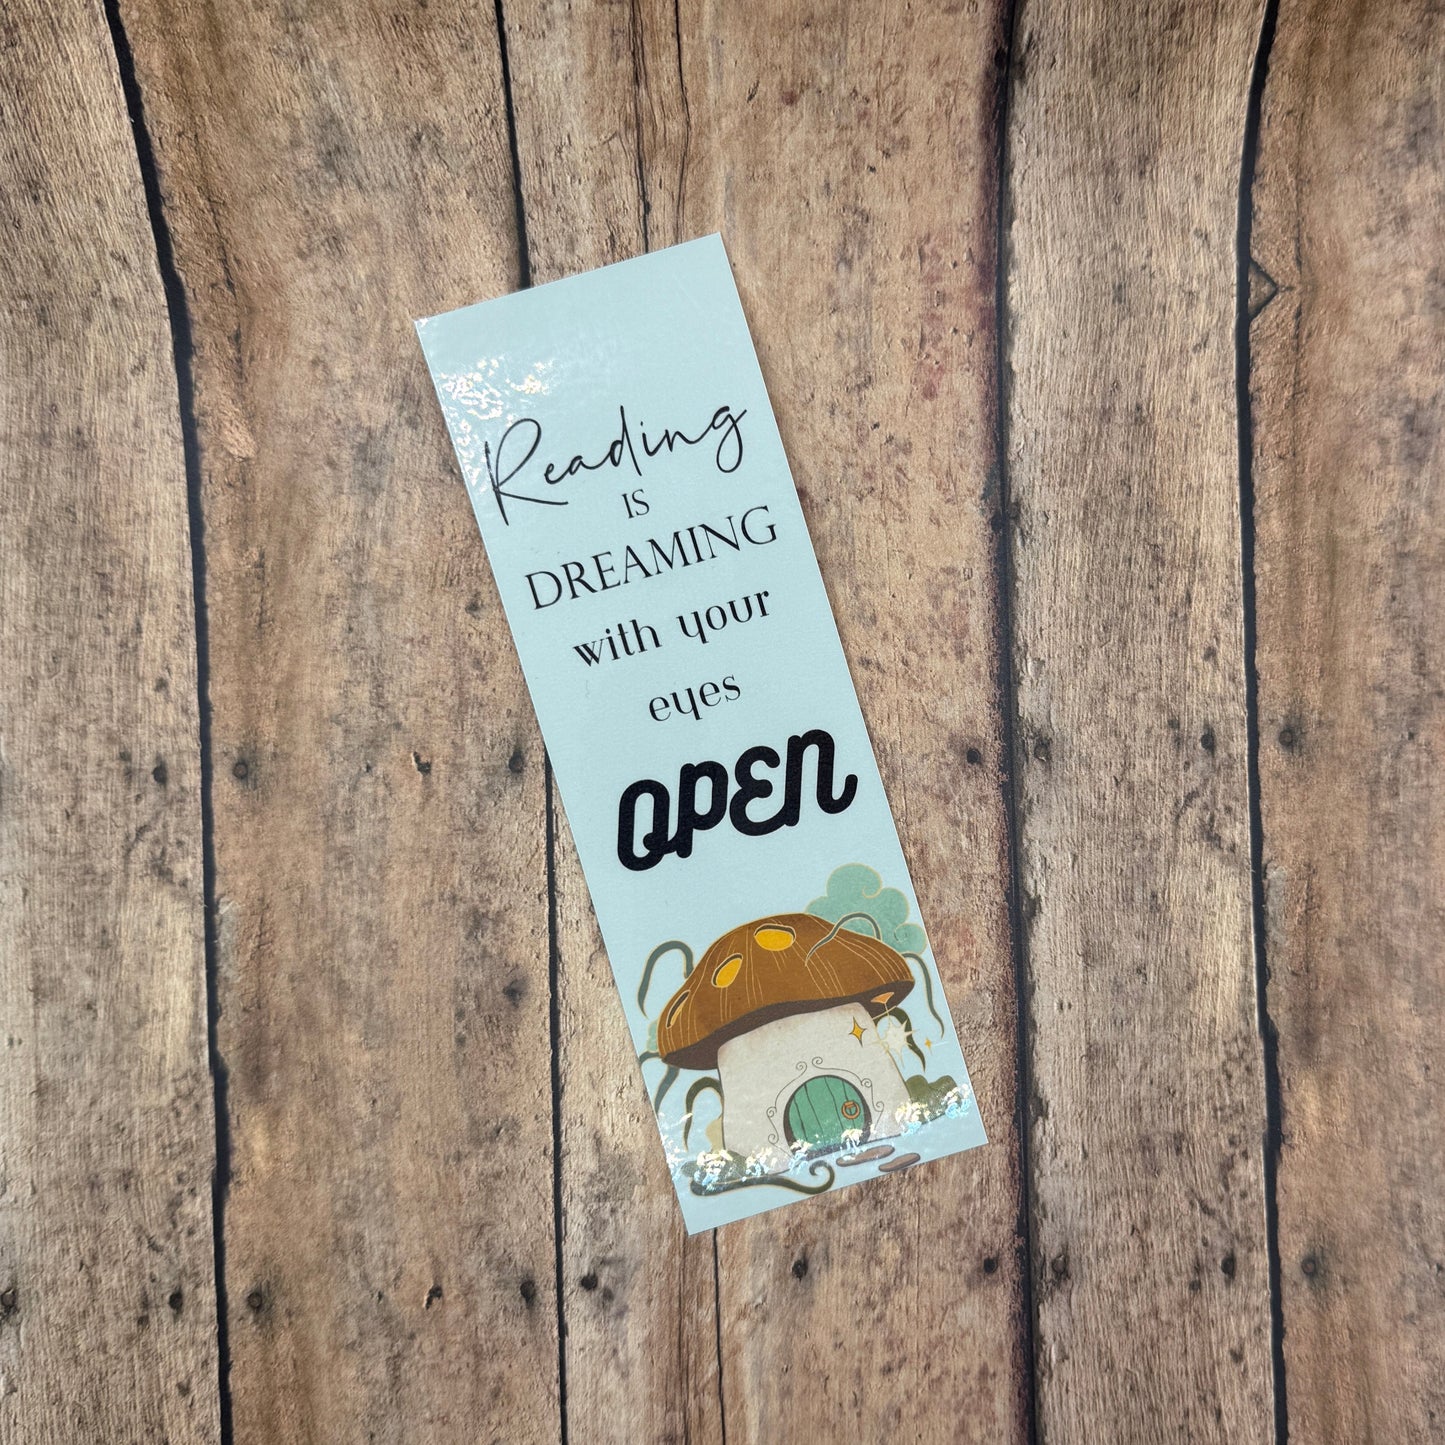 Reading
IS
DREAMING
with your
eyes
OPEN